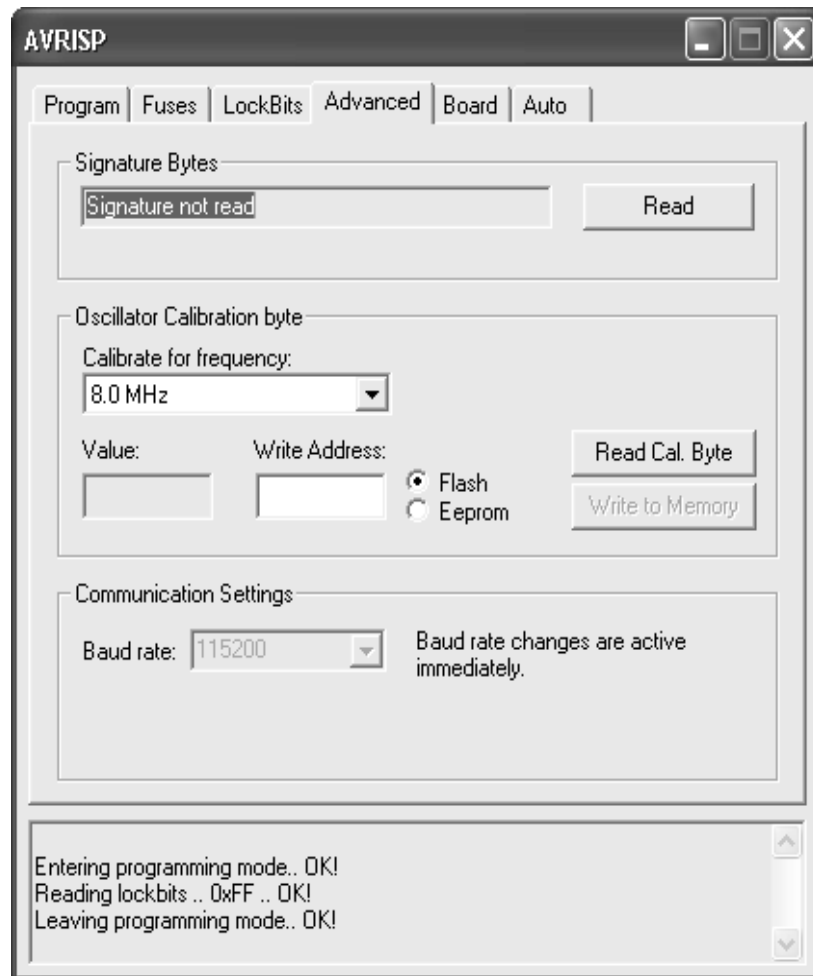 AVRISP
Program Fuses LockBits Advanced Board Auto
Signature Bytes
Signature not read Read
Oscillator Calibration byte
Calibrate for frequency:
8.0 MHz
Value: Write Address:
Read Cal. Byte
Flash
Eeprom
Write to Memory
Communication Settings
Baud rate: 115200 Baud rate changes are active
immediately.
Entering programming mode.. OK!
Reading lockbits .. 0xFF .. OK!
Leaving programming mode.. OK!